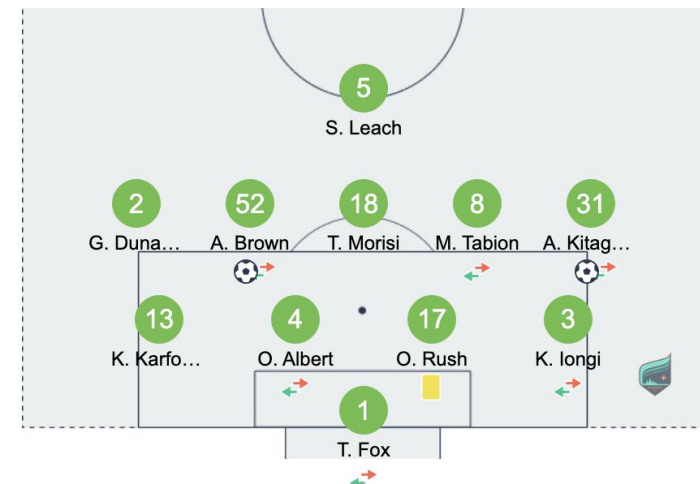 5
S. Leach
2 52 18 8 31
G. Duna... A. Brown T. Morisi M. Tabion A. Kitag...
13 4 17 3
K. Karfo... O. Albert O. Rush K. Iongi
1
T. Fox